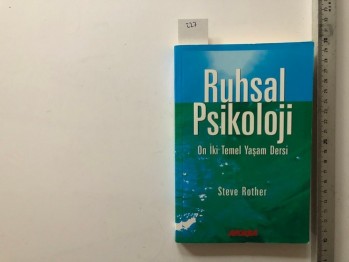 227
Ruhsal
Psikoloji
On İki Temel Yaşam Dersi
Steve Rother